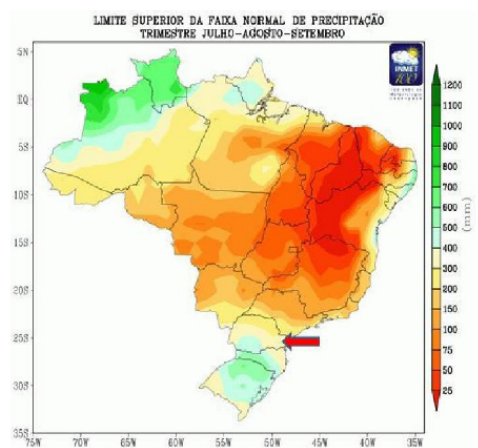 LIMITE SUPERIOR DA FAIXA NORMAL DE PRECIPITAÇÃO
TRIMESTRE JULHO-AGOSTO-SETEMBRO
INMET
100
5N
EQ
5S
10S
15S
20S
25S
30S
35S
75W
70W
65W
60W
55W
50W
45W
40W
35W
1200
1100
1000
900
800
700
600
500
400
300
200
150
100
75
50
25
(mm)